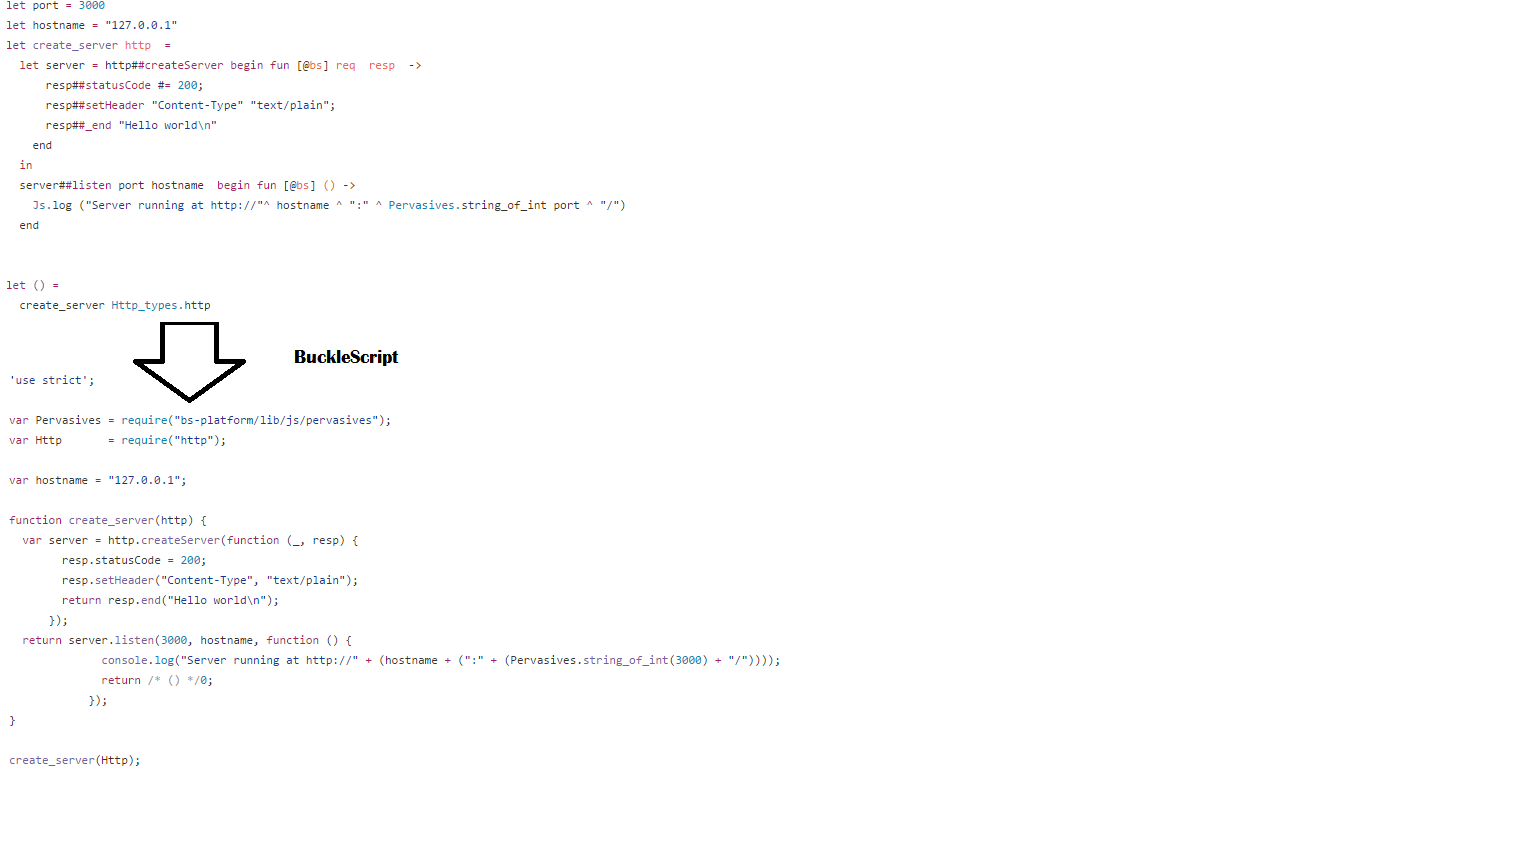 let port = 3000
let hostname = "127.0.0.1"
let create_server http  =
  let server = http##createServer begin fun [@bs] req  resp  ->
      resp##statusCode #= 200;
      resp##setHeader "Content-Type" "text/plain";
      resp##_end "Hello world\n"
    end
  in
  server##listen port hostname  begin fun [@bs] () ->
    Js.log ("Server running at http://"^ hostname ^ ":" ^ Pervasives.string_of_int port ^ "/")
  end
let () =
  create_server Http_types.http
BuckleScript
'use strict';
var Pervasives = require("bs-platform/lib/js/pervasives");
var Http       = require("http");
var hostname = "127.0.0.1";
function create_server(http) {
  var server = http.createServer(function (_, resp) {
        resp.statusCode = 200;
        resp.setHeader("Content-Type", "text/plain");
        return resp.end("Hello world\n");
      });
  return server.listen(3000, hostname, function () {
              console.log("Server running at http://" + (hostname + (":" + (Pervasives.string_of_int(3000) + "/"))));
              return /* () */0;
            });
}
create_server(Http);